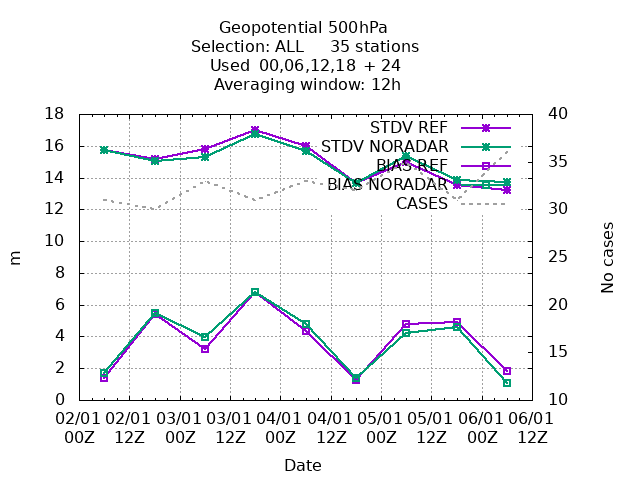 Geopotential 500hPa
Selection: ALL 35 stations
Used 00,06,12,18 + 24
Averaging window: 12h
18 40
STDV REF
16
STDV NORADAR
35
BIAS REF
14
BIAS NORADAR
12 30
CASES
10
25
m
No cases
8
6 20
4
15
2
0 10
02/01 02/01 03/01 03/01 04/01 04/01 05/01 05/01 06/01 06/01
00Z 12Z 00Z 12Z 00Z 12Z 00Z 12Z 00Z 12Z
Date